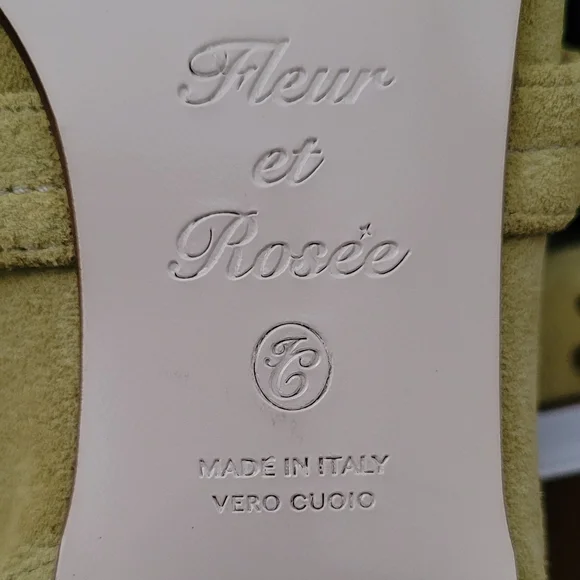 Fleur
et
Rosée
MADE IN ITALY
VERO CUOIO